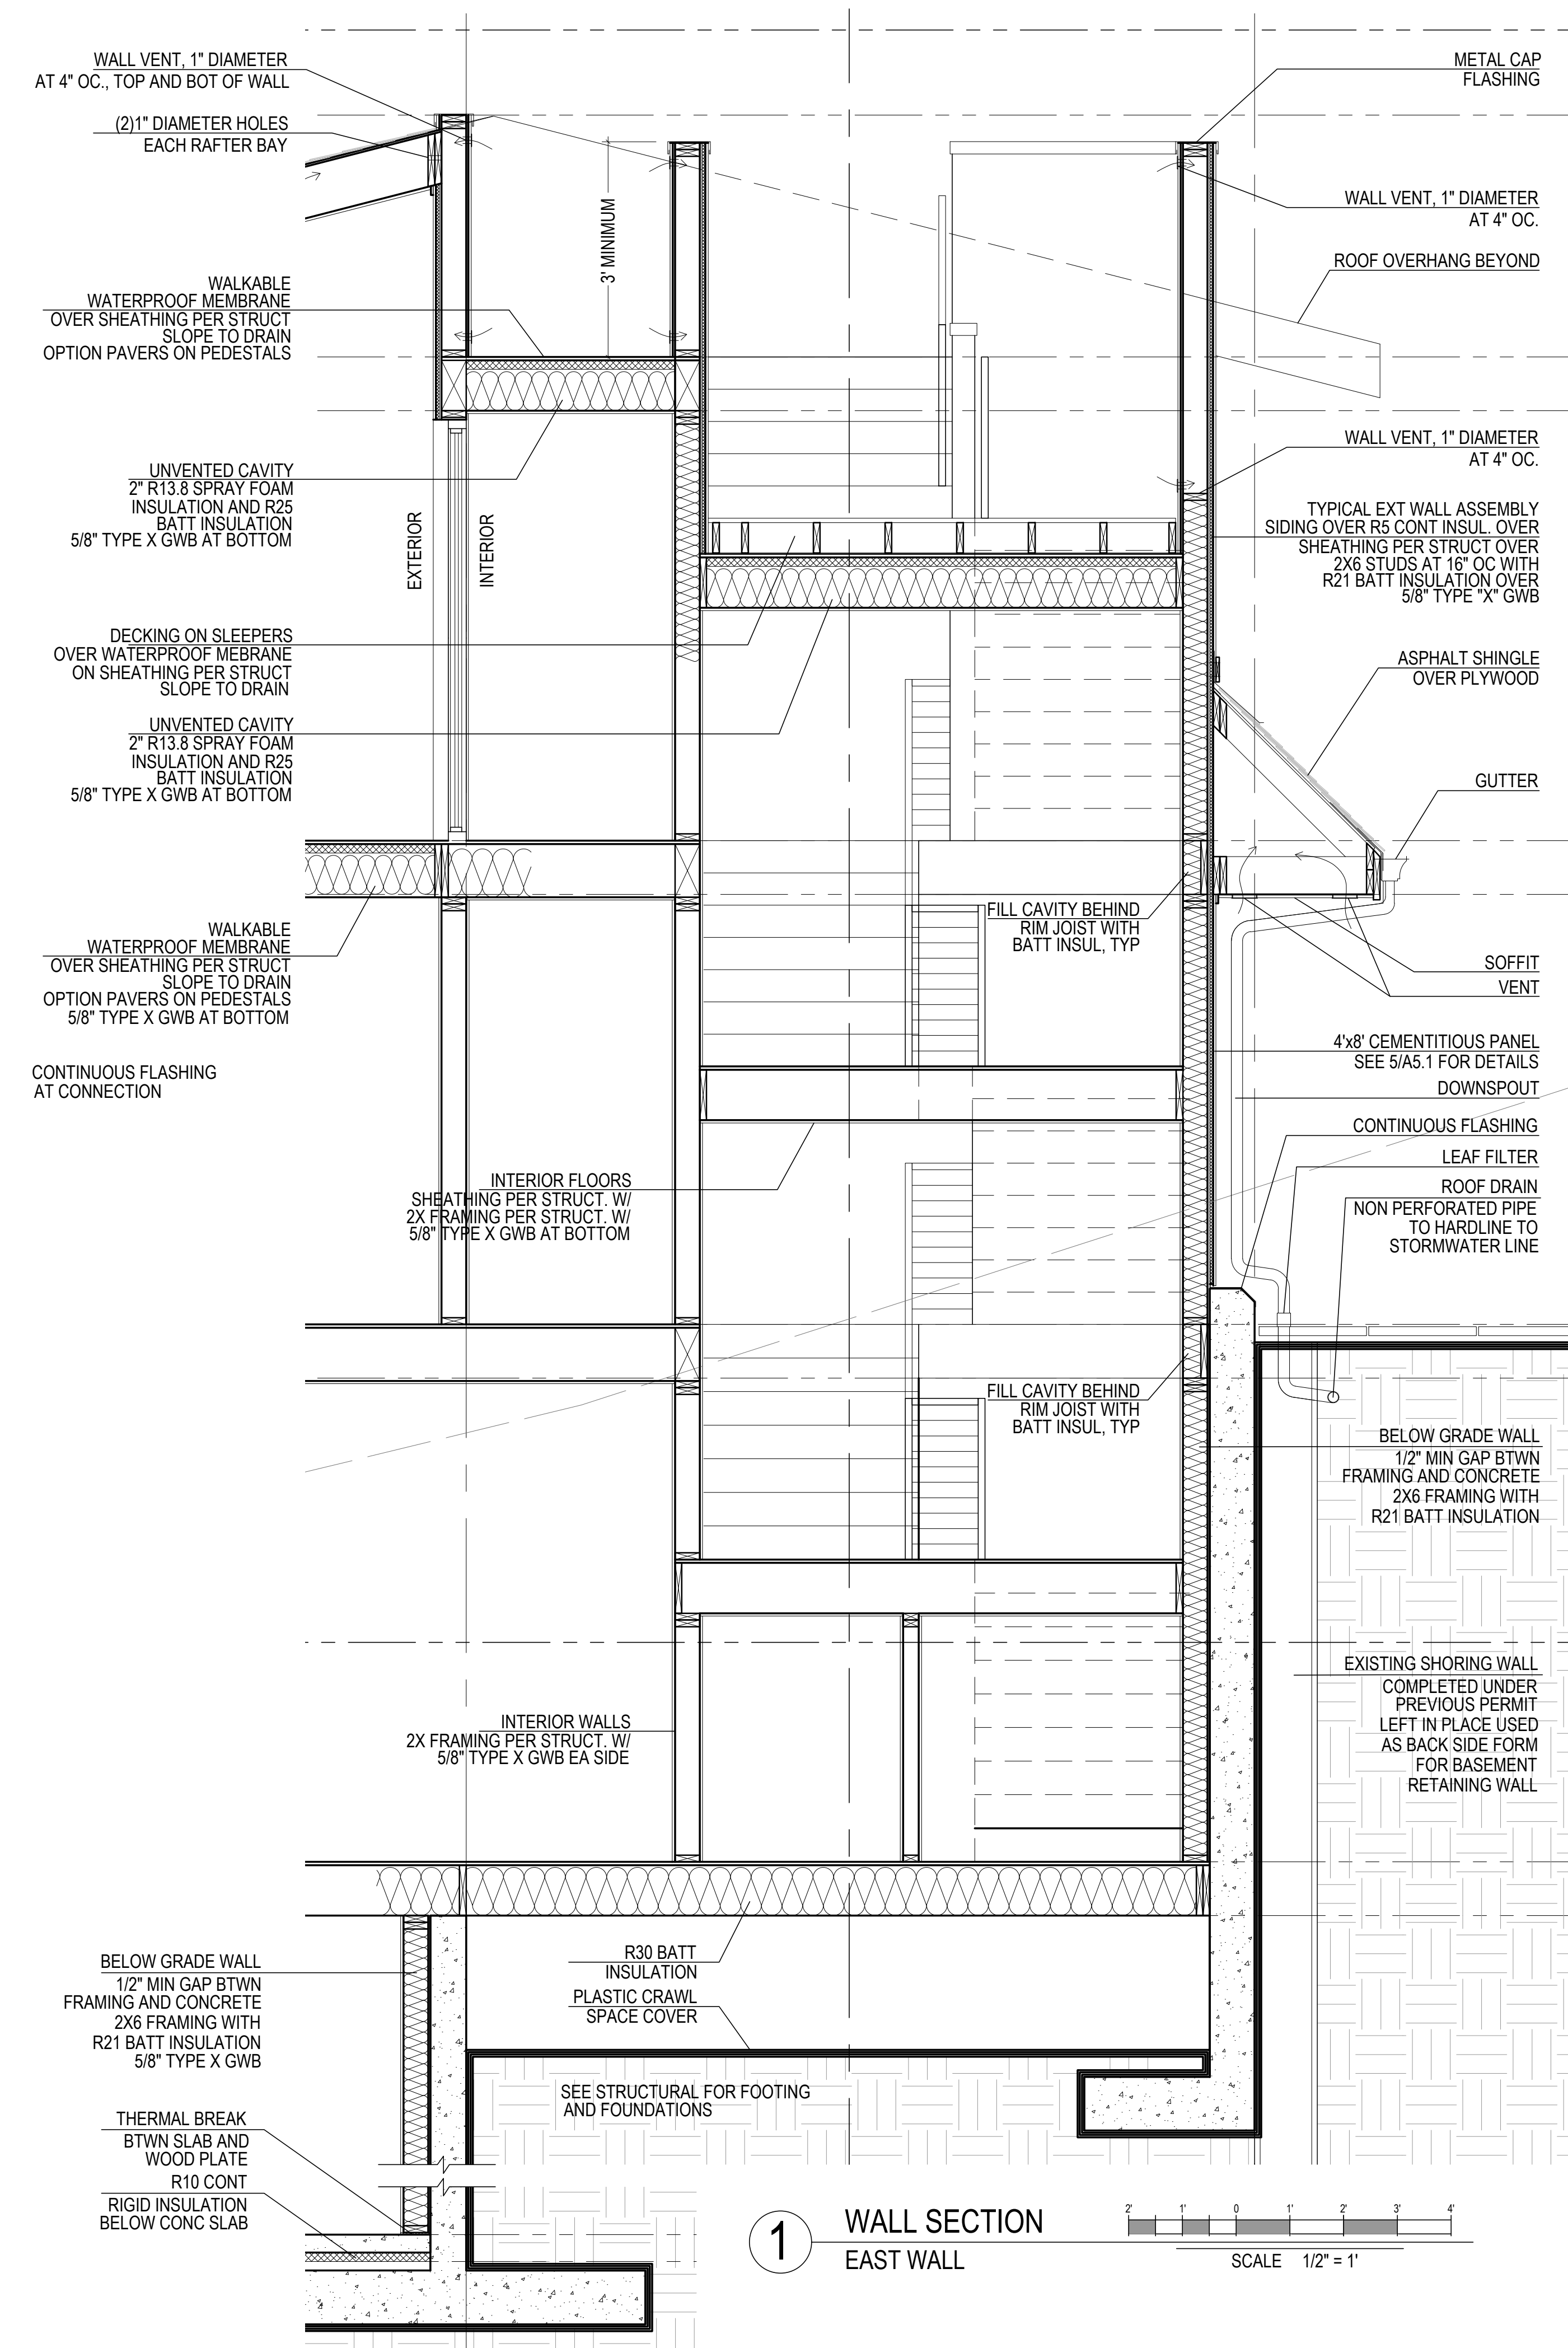 WALL VENT, 1" DIAMETER
AT 4" OC., TOP AND BOT OF WALL
(2)1" DIAMETER HOLES
EACH RAFTER BAY
WALKABLE
WATERPROOF MEMBRANE
OVER SHEATHING PER STRUCT
SLOPE TO DRAIN
OPTION PAVERS ON PEDESTALS
UNVENTED CAVITY
2" R13.8 SPRAY FOAM
INSULATION AND R25
BATT INSULATION
5/8" TYPE X GWB AT BOTTOM
DECKING ON SLEEPERS
OVER WATERPROOF MEBRANE
ON SHEATHING PER STRUCT
SLOPE TO DRAIN
UNVENTED CAVITY
2" R13.8 SPRAY FOAM
INSULATION AND R25
BATT INSULATION
5/8" TYPE X GWB AT BOTTOM
WALKABLE
WATERPROOF MEMBRANE
OVER SHEATHING PER STRUCT
SLOPE TO DRAIN
OPTION PAVERS ON PEDESTALS
5/8" TYPE X GWB AT BOTTOM
CONTINUOUS FLASHING
AT CONNECTION
BELOW GRADE WALL
1/2" MIN GAP BTWN
FRAMING AND CONCRETE
2X6 FRAMING WITH
R21 BATT INSULATION
5/8" TYPE X GWB
THERMAL BREAK
BTWN SLAB AND
WOOD PLATE
R10 CONT
RIGID INSULATION
BELOW CONC SLAB
EXTERIOR
INTERIOR
3' MINIMUM
FILL CAVITY BEHIND
RIM JOIST WITH
BATT INSUL, TYP
INTERIOR FLOORS
SHEATHING PER STRUCT. W/
2X FRAMING PER STRUCT. W/
5/8" TYPE X GWB AT BOTTOM
FILL CAVITY BEHIND
RIM JOIST WITH
BATT INSUL, TYP
INTERIOR WALLS
2X FRAMING PER STRUCT. W/
5/8" TYPE X GWB EA SIDE
R30 BATT
INSULATION
PLASTIC CRAWL
SPACE COVER
SEE STRUCTURAL FOR FOOTING
AND FOUNDATIONS
METAL CAP
FLASHING
WALL VENT, 1" DIAMETER
AT 4" OC.
ROOF OVERHANG BEYOND
WALL VENT, 1" DIAMETER
AT 4" OC.
TYPICAL EXT WALL ASSEMBLY
SIDING OVER R5 CONT INSUL. OVER
SHEATHING PER STRUCT OVER
2X6 STUDS AT 16" OC WITH
R21 BATT INSULATION OVER
5/8" TYPE "X" GWB
ASPHALT SHINGLE
OVER PLYWOOD
GUTTER
SOFFIT
VENT
4'x8' CEMENTITIOUS PANEL
SEE 5/A5.1 FOR DETAILS
DOWNSPOUT
CONTINUOUS FLASHING
LEAF FILTER
ROOF DRAIN
NON PERFORATED PIPE
TO HARDLINE TO
STORMWATER LINE
BELOW GRADE WALL
1/2" MIN GAP BTWN
FRAMING AND CONCRETE
2X6 FRAMING WITH
R21 BATT INSULATION
EXISTING SHORING WALL
COMPLETED UNDER
PREVIOUS PERMIT
LEFT IN PLACE USED
AS BACK SIDE FORM
FOR BASEMENT
RETAINING WALL
1
WALL SECTION
EAST WALL
2' 1' 0 1' 2' 3' 4'
SCALE 1/2" = 1'